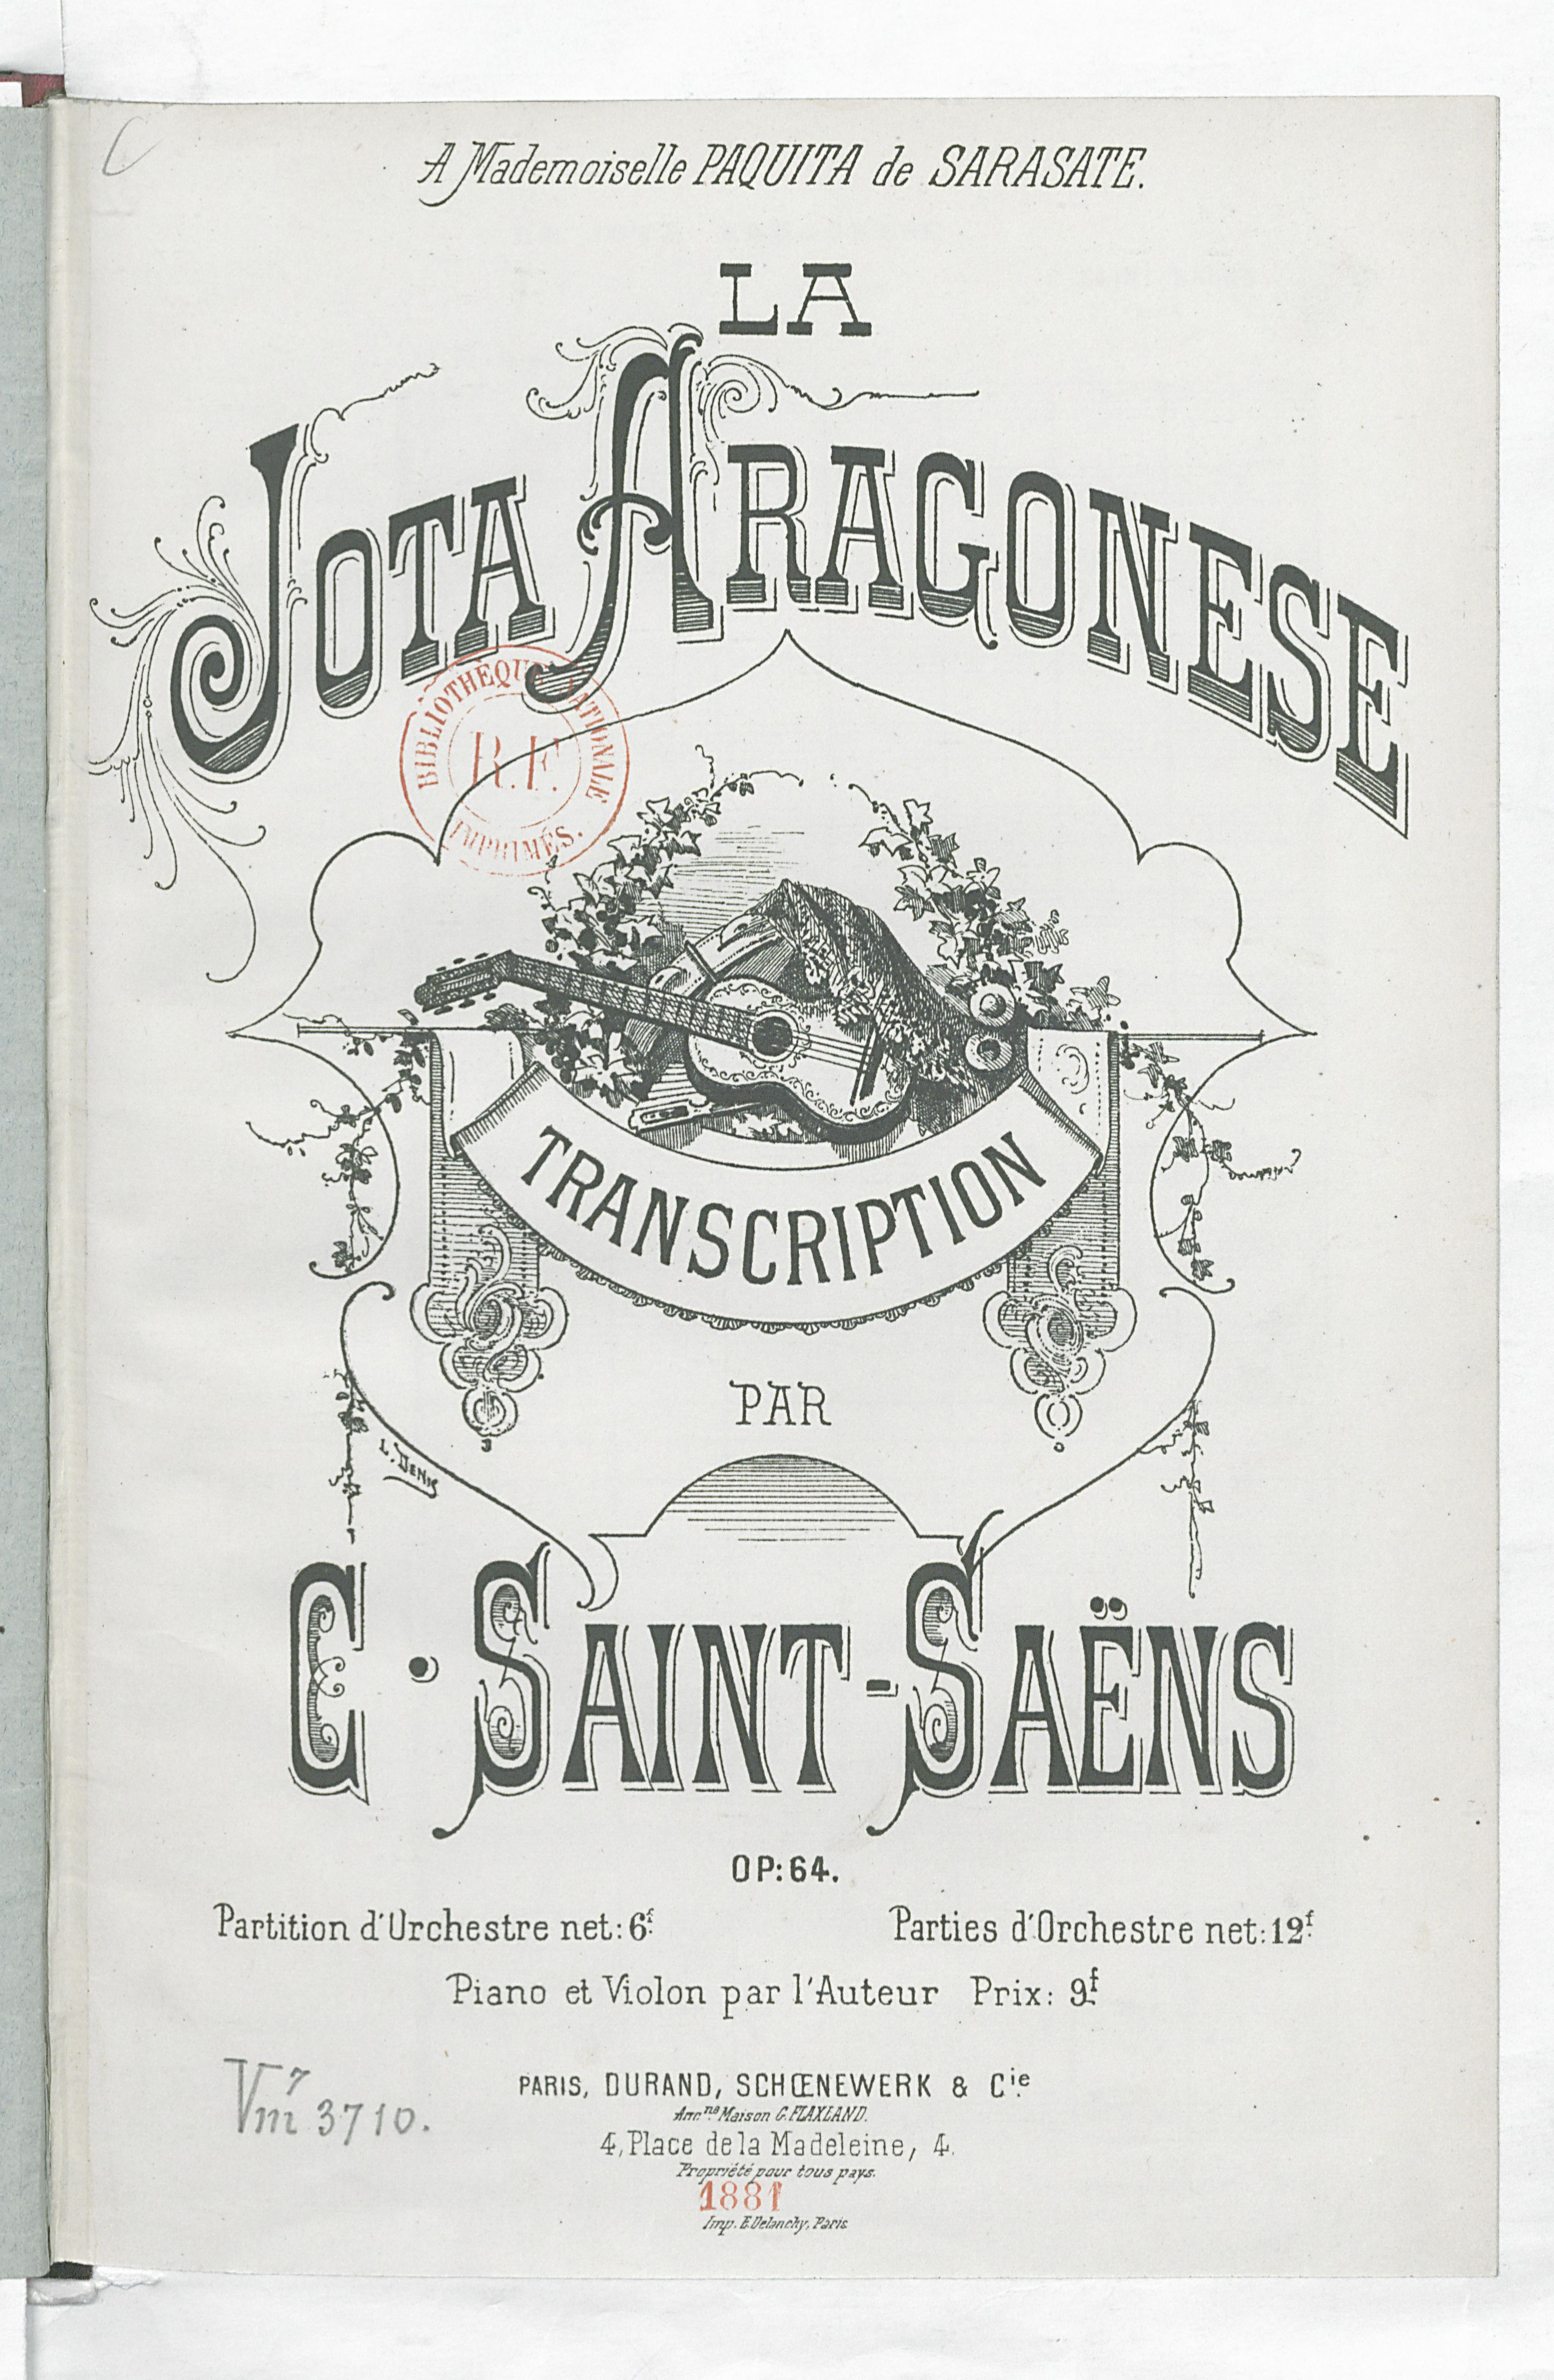 A Mademoiselle PAQUITA de SARASATE.
LA
JOTA ARAGONESE
BIBLIOTHÈQUE NATIONALE
R.F.
IMPRIMÉS.
TRANSCRIPTION
PAR
L. DENIS
C. SAINT-SAËNS
OP: 64.
Partition d'Orchestre net: 6f.
Parties d'Orchestre net: 12f.
Piano et Violon par l'Auteur Prix: 9f.
Vm7 3710.
PARIS, DURAND, SCHŒNEWERK & Cie.
Anc.ne Maison G. FLAXLAND.
4, Place de la Madeleine, 4.
Propriété pour tous pays.
1881
Imp. E. Delanchy, Paris